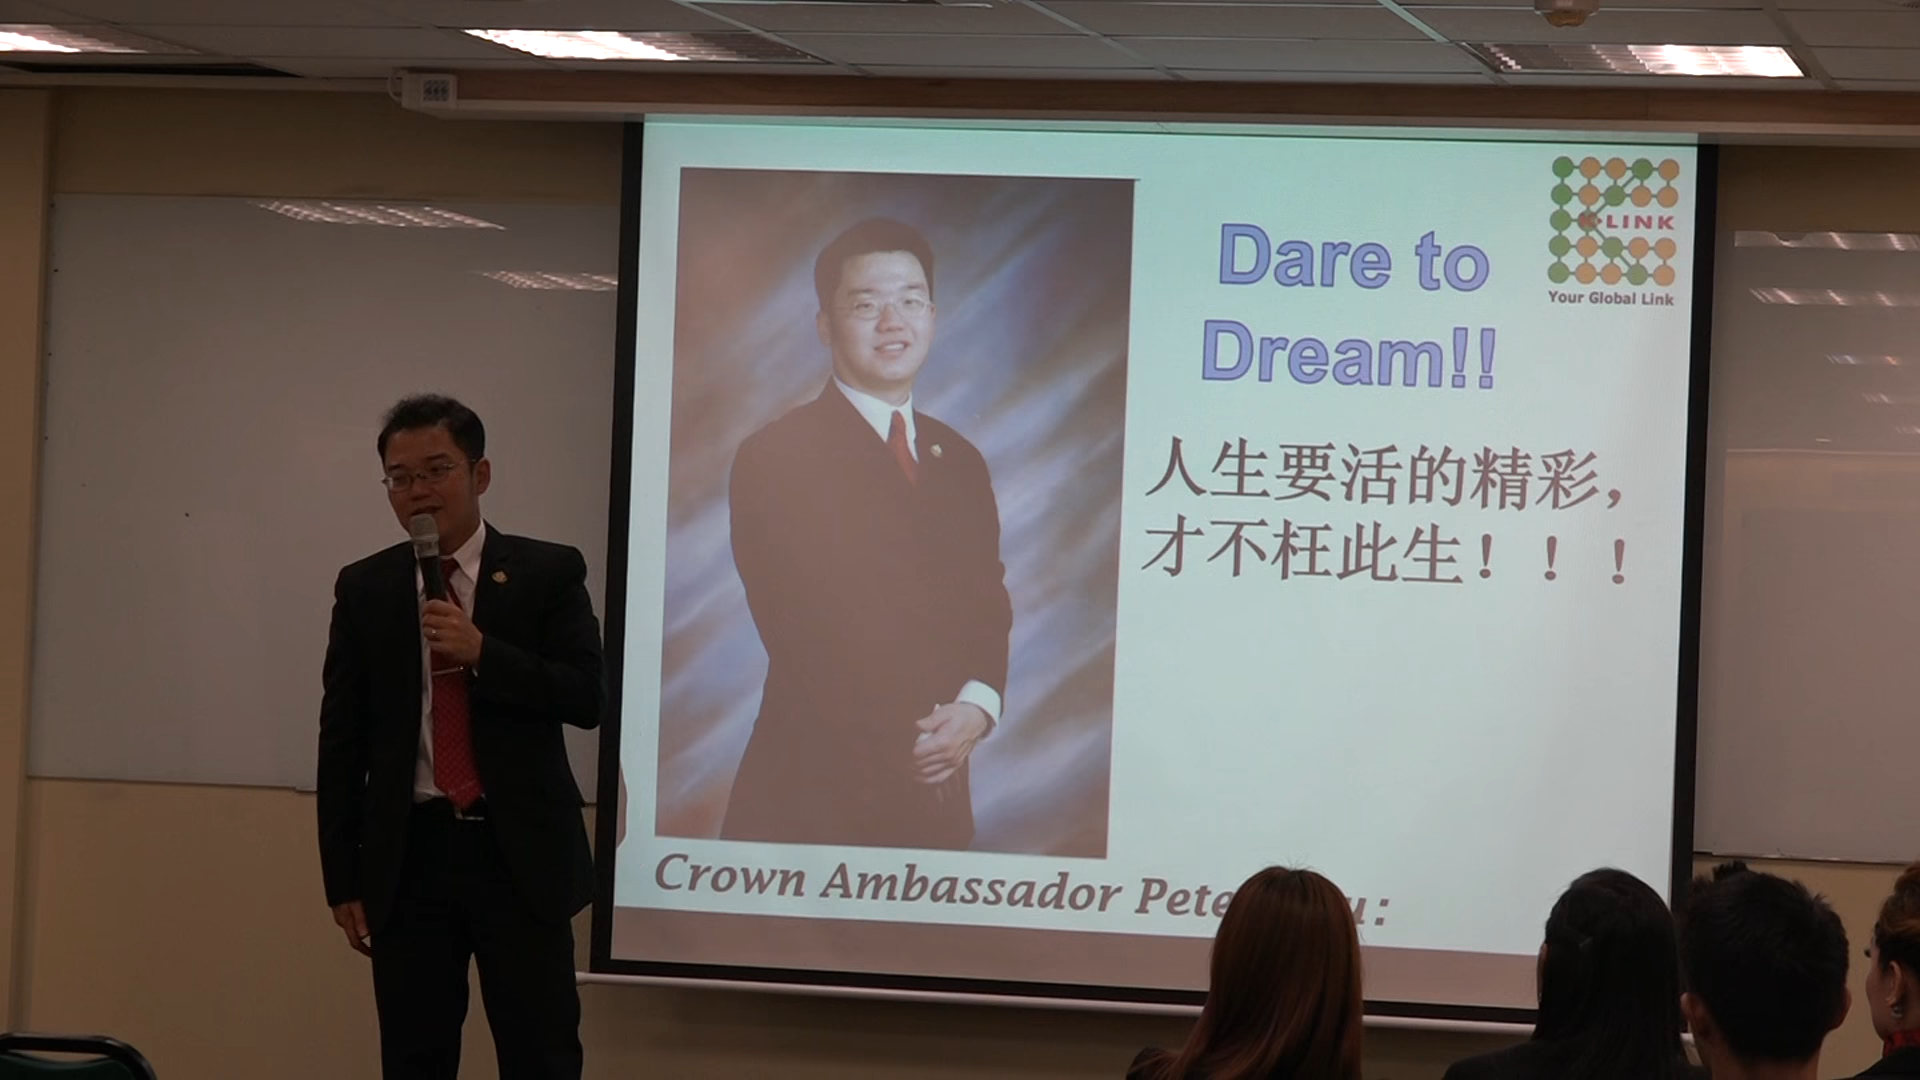 Dare to
Dream!!
LINK
Your Global Link
人生要活的精彩，
才不枉此生！！！
Crown Ambassador